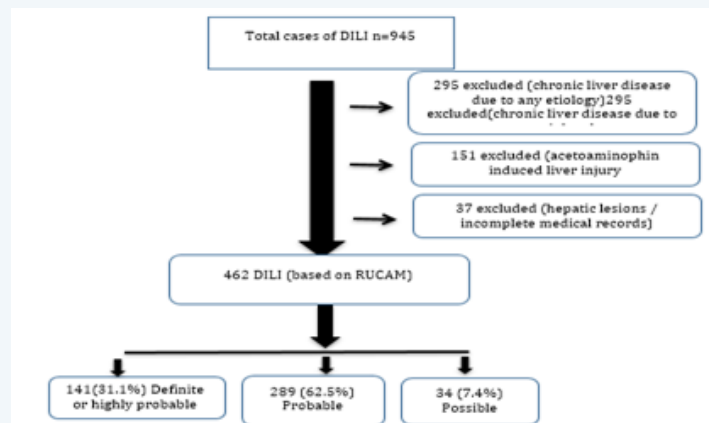 Total cases of DILI n=945
295 excluded (chronic liver disease
due to any etiology)295
excluded(chronic liver disease due to
151 excluded (acetoaminophin
induced liver injury
37 excluded (hepatic lesions /
incomplete medical records)
462 DILI (based on RUCAM)
141(31.1%) Definite
or highly probable
289 (62.5%)
Probable
34 (7.4%)
Possible